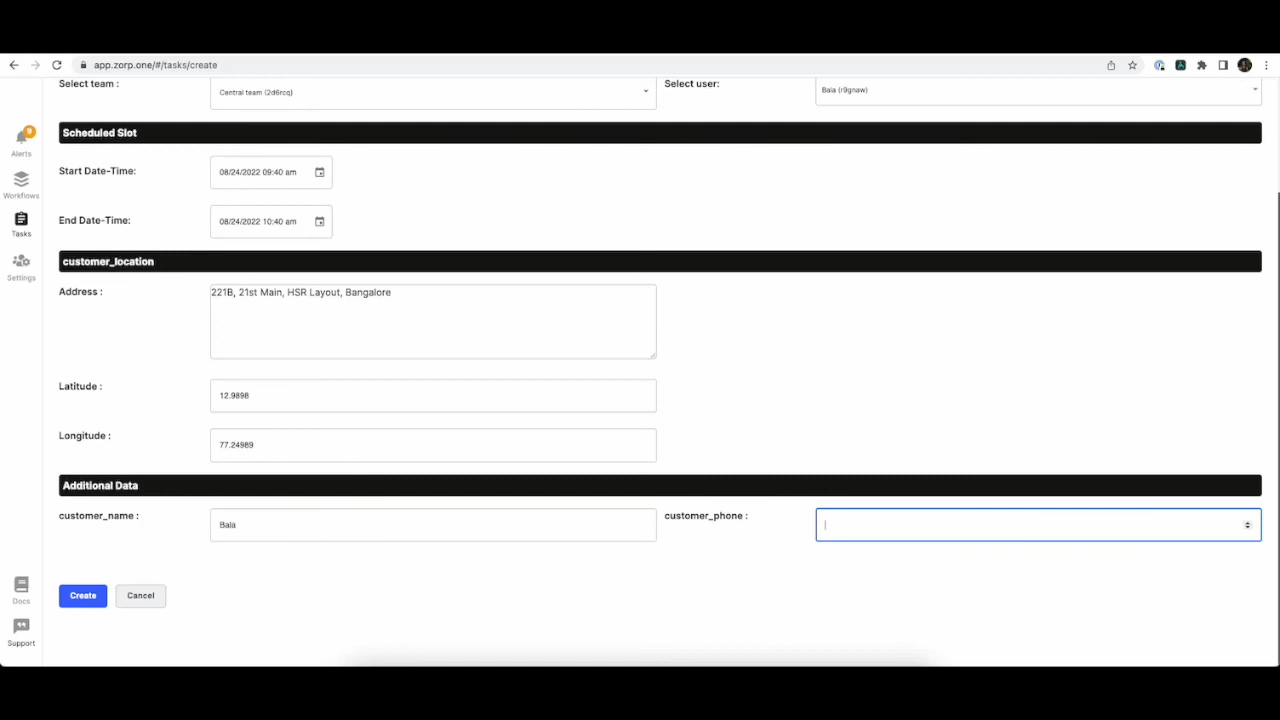 app.zorp.one/#/tasks/create
Select team :
Central team (2d6rcq)
Select user:
Bala (r9gnaw)
9
Alerts
Workflows
Tasks
Settings
Docs
Support
Scheduled Slot
Start Date-Time:
08/24/2022 09:40 am
End Date-Time:
08/24/2022 10:40 am
customer_location
Address :
221B, 21st Main, HSR Layout, Bangalore
Latitude :
12.9898
Longitude :
77.24989
Additional Data
customer_name :
Bala
customer_phone :
Create
Cancel